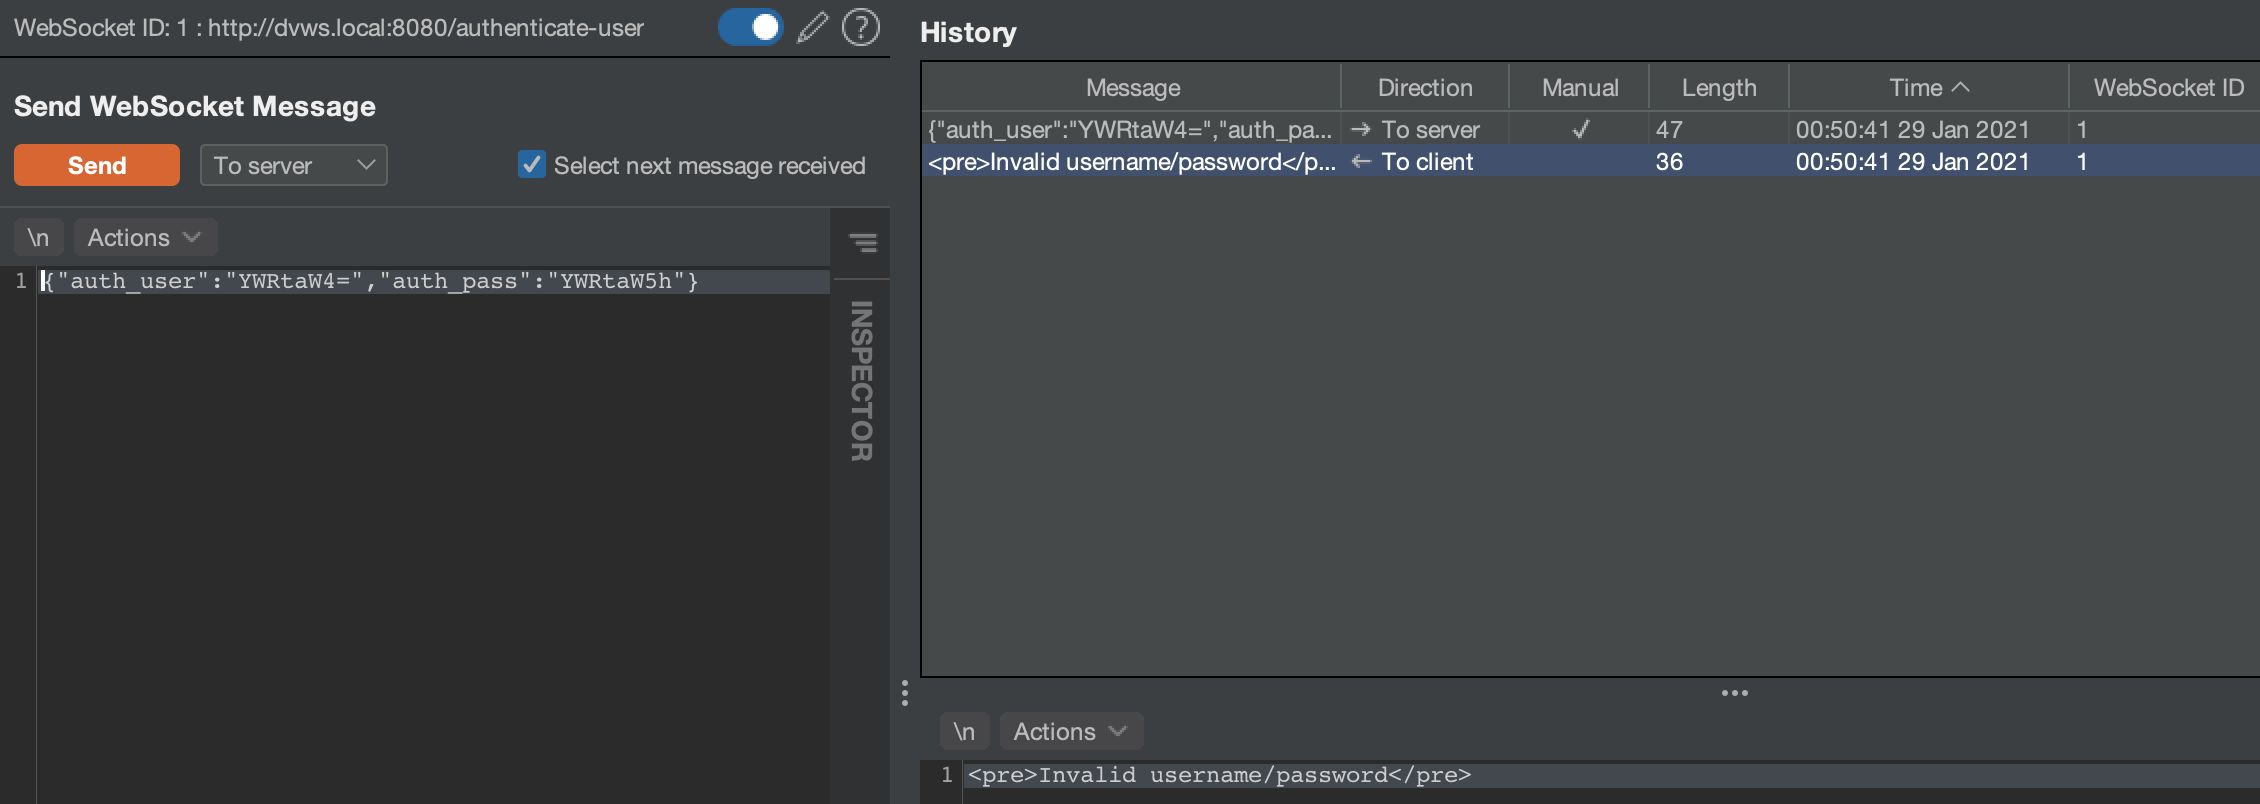 WebSocket ID: 1 : http://dvws.local:8080/authenticate-user
?
Send WebSocket Message
Send
To server
Select next message received
\n
Actions
1
{"auth_user":"YWRtaW4=","auth_pass":"YWRtaW5h"}
INSPECTOR
History
Message Direction Manual Length Time WebSocket ID
{"auth_user":"YWRtaW4=","auth_pa... → To server ✓ 47 00:50:41 29 Jan 2021 1
<pre>Invalid username/password</p... ← To client 36 00:50:41 29 Jan 2021 1
\n
Actions
1
<pre>Invalid username/password</pre>